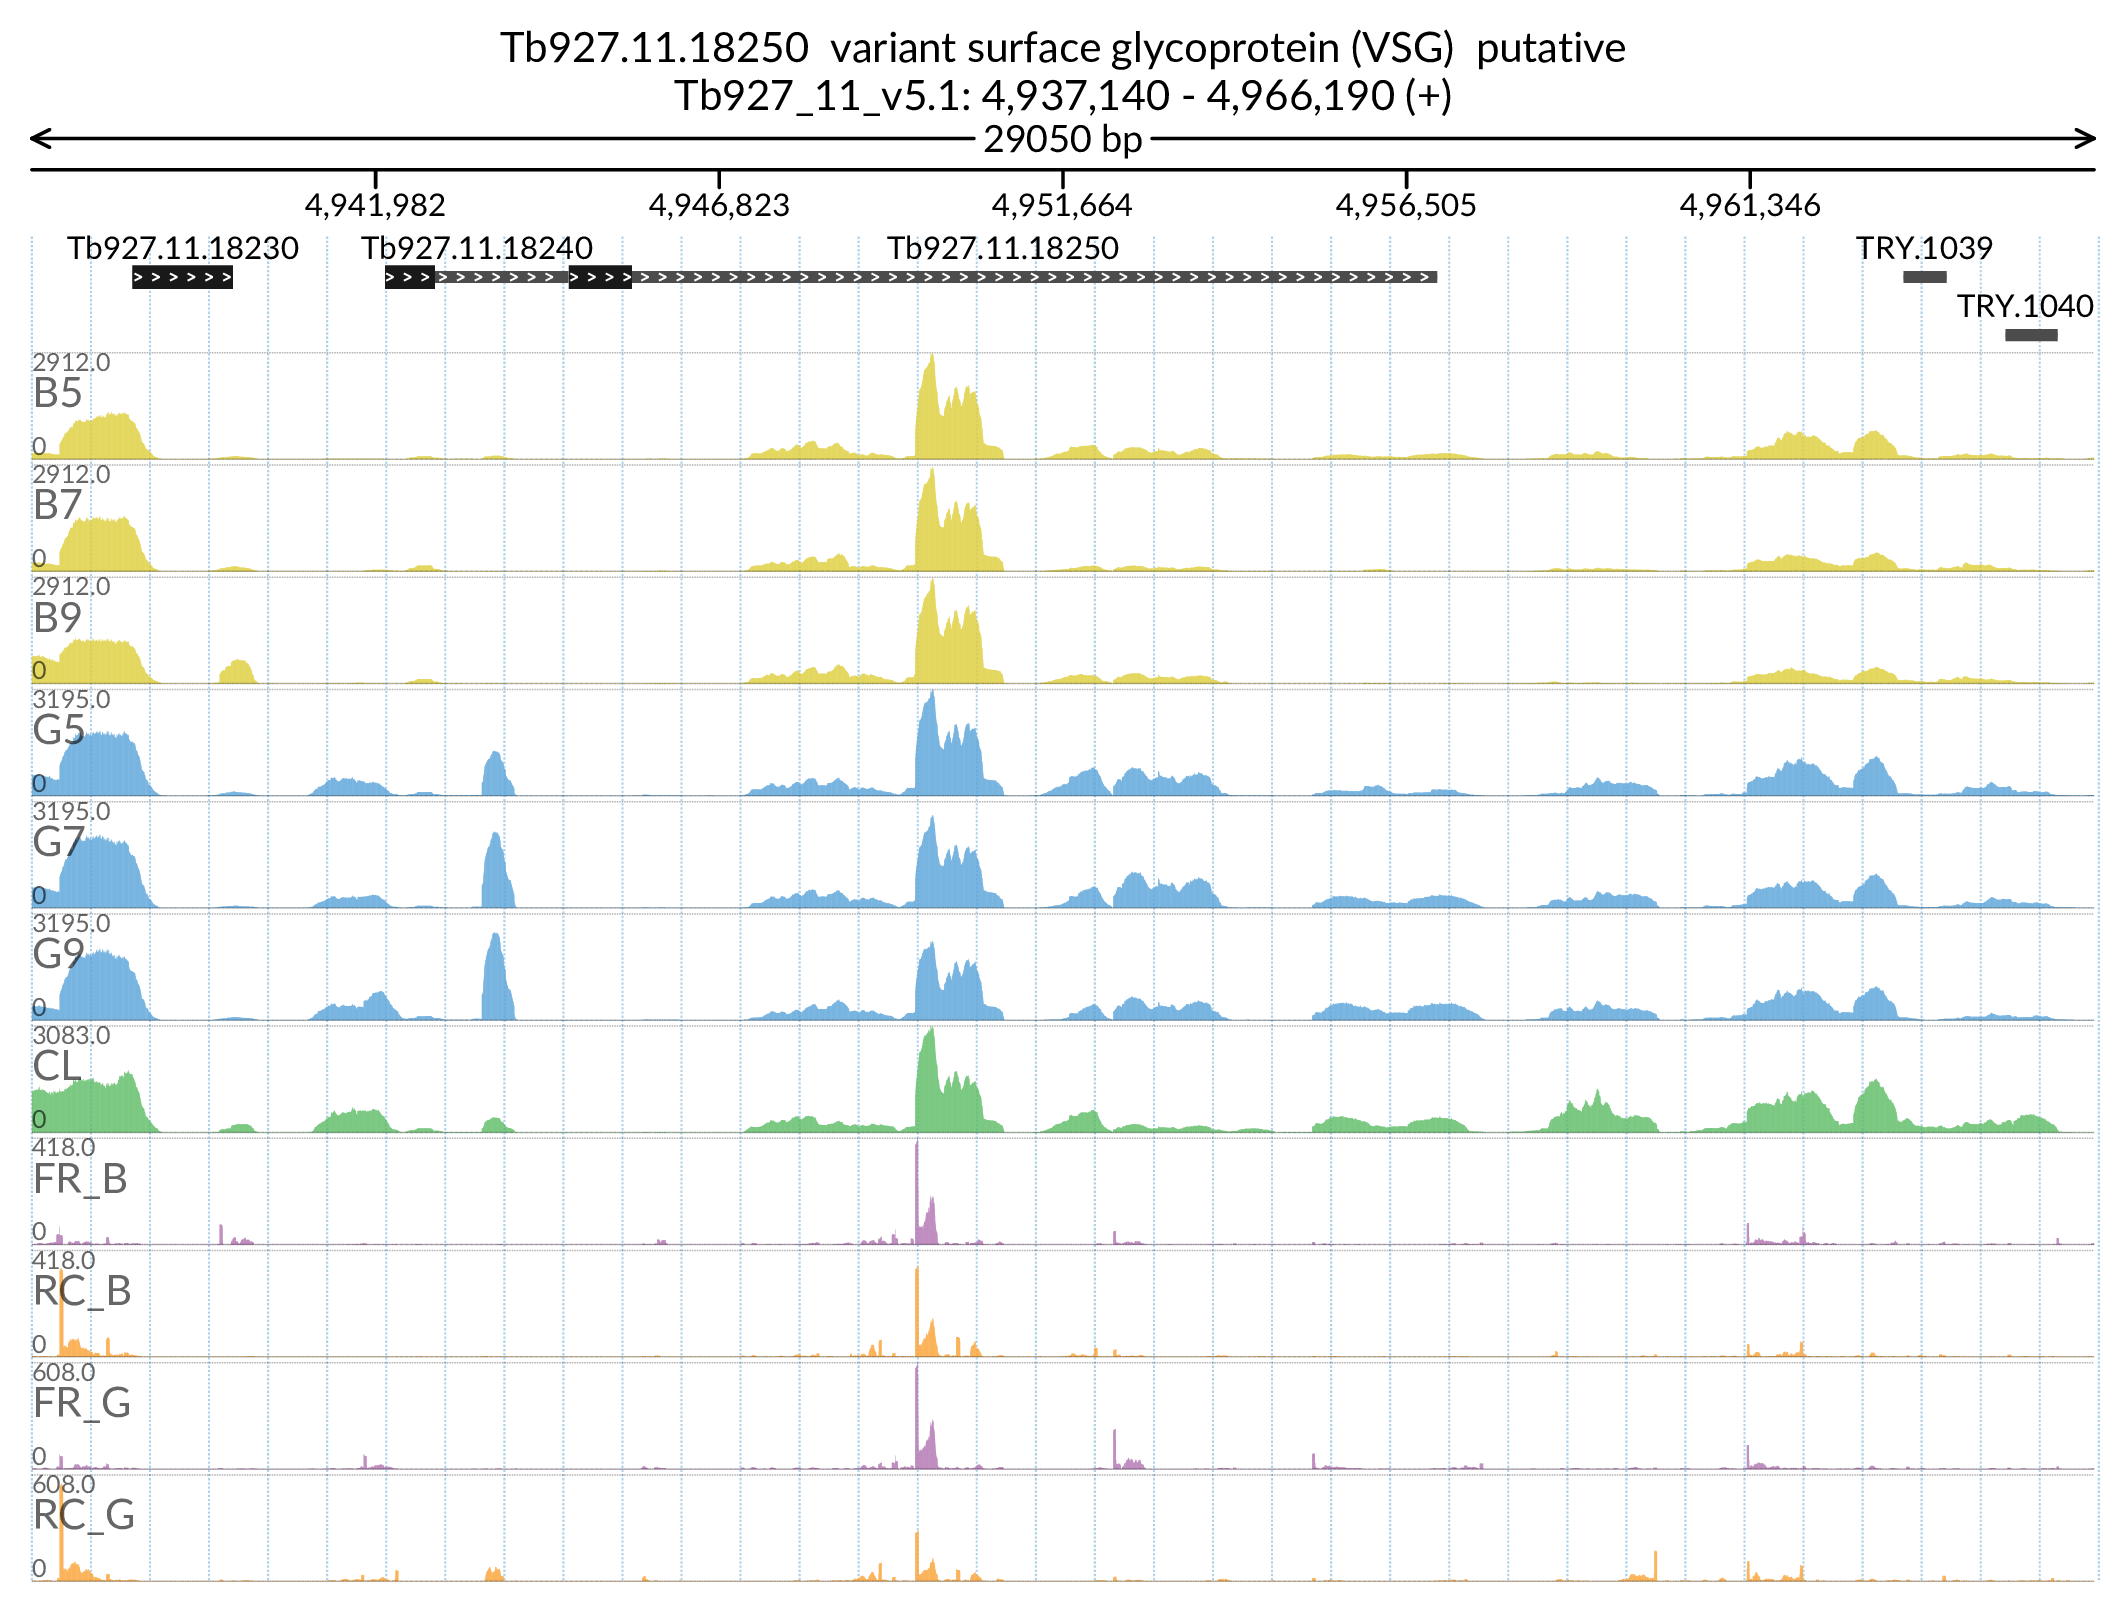 Tb927.11.18250  variant surface glycoprotein (VSG)  putative
Tb927_11_v5.1: 4,937,140 - 4,966,190 (+)
29050 bp
4,941,982 4,946,823 4,951,664 4,956,505 4,961,346
Tb927.11.18230 Tb927.11.18240 Tb927.11.18250 TRY.1039
TRY.1040
2912.0
B5
0
2912.0
B7
0
2912.0
B9
0
3195.0
G5
0
3195.0
G7
0
3195.0
G9
0
3083.0
CL
0
418.0
FR_B
0
418.0
RC_B
0
608.0
FR_G
0
608.0
RC_G
0